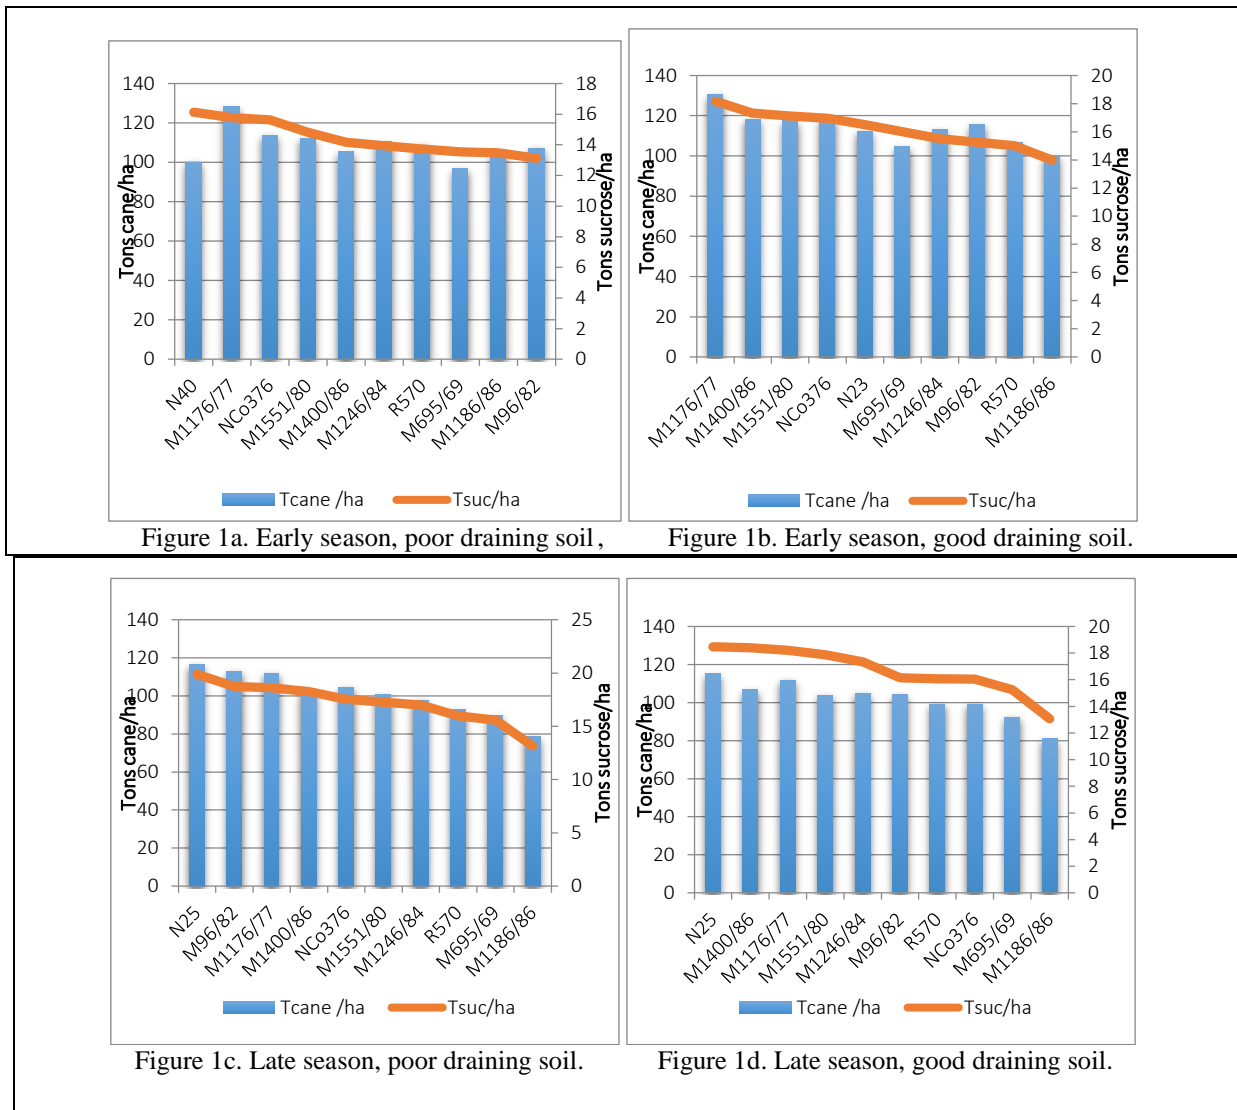 140
120
100
80
60
40
20
0
Tons cane/ha
18
16
14
12
10
8
6
4
2
0
Tons sucrose/ha
N40
M1176/77
NCo376
M1551/80
M1400/86
M1246/84
R570
M695/69
M1186/86
M96/82
Tcane /ha Tsuc/ha
Figure 1a. Early season, poor draining soil,
140
120
100
80
60
40
20
0
Tons cane/ha
20
18
16
14
12
10
8
6
4
2
0
Tons sucrose/ha
M1176/77
M1400/86
M1551/80
NCo376
N23
M695/69
M1246/84
M96/82
R570
M1186/86
Tcane /ha Tsuc/ha
Figure 1b. Early season, good draining soil.
140
120
100
80
60
40
20
0
Tons cane/ha
25
20
15
10
5
0
Tons sucrose/ha
N25
M96/82
M1176/77
M1400/86
NCo376
M1551/80
M1246/84
R570
M695/69
M1186/86
Tcane /ha Tsuc/ha
Figure 1c. Late season, poor draining soil.
140
120
100
80
60
40
20
0
Tons cane/ha
20
18
16
14
12
10
8
6
4
2
0
Tons sucrose/ha
N25
M1400/86
M1176/77
M1551/80
M1246/84
M96/82
R570
NCo376
M695/69
M1186/86
Tcane /ha Tsuc/ha
Figure 1d. Late season, good draining soil.